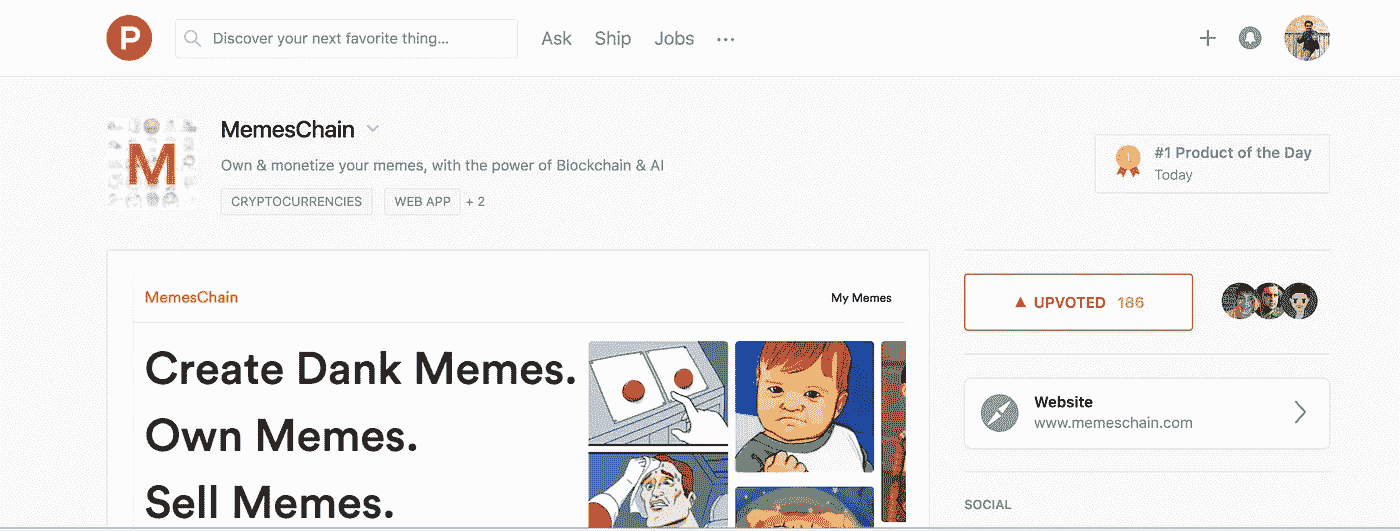 P Discover your next favorite thing... Ask Ship Jobs ...
M
MemesChain
Own & monetize your memes, with the power of Blockchain & AI
CRYPTOCURRENCIES WEB APP + 2
1
#1 Product of the Day
Today
MemesChain My Memes
Create Dank Memes.
Own Memes.
Sell Memes.
▲ UPVOTED 186
Website
www.memeschain.com
SOCIAL